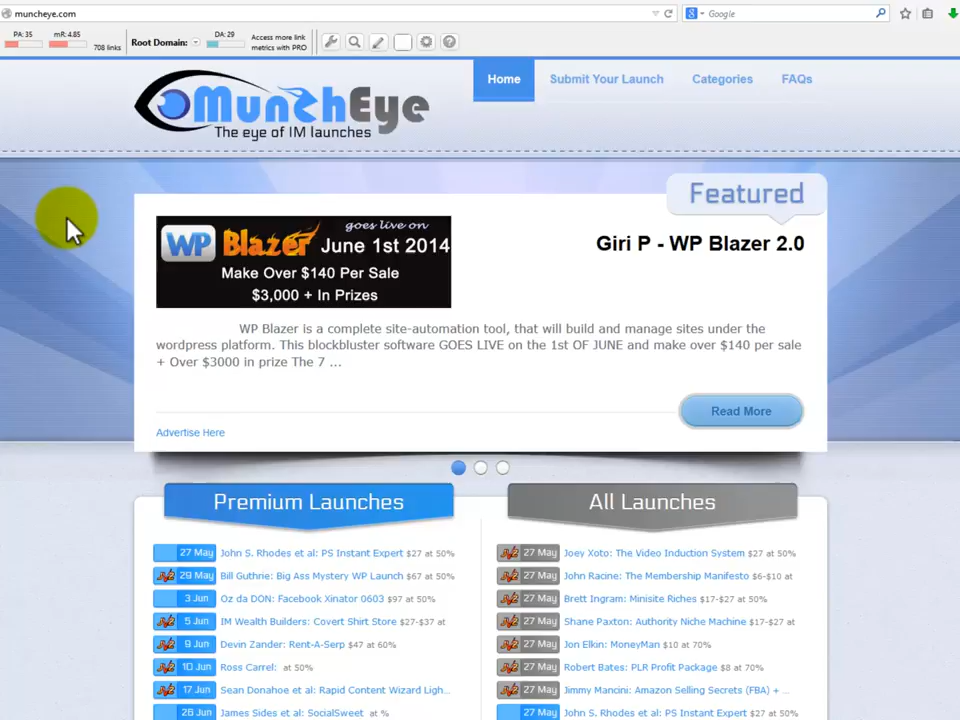 muncheye.com
Google
PA: 35
mR: 4.85
708 links
Root Domain:
DA: 29
Access more link
metrics with PRO
MunchEye
The eye of IM launches
Home
Submit Your Launch
Categories
FAQs
Featured
WP Blazer goes live on
June 1st 2014
Make Over $140 Per Sale
$3,000 + In Prizes
Giri P - WP Blazer 2.0
WP Blazer is a complete site-automation tool, that will build and manage sites under the
wordpress platform. This blockbluster software GOES LIVE on the 1st OF JUNE and make over $140 per sale
+ Over $3000 in prize The 7 ...
Read More
Advertise Here
Premium Launches
27 May John S. Rhodes et al: PS Instant Expert $27 at 50%
JVZ 29 May Bill Guthrie: Big Ass Mystery WP Launch $67 at 50%
3 Jun Oz da DON: Facebook Xinator 0603 $97 at 50%
JVZ 5 Jun IM Wealth Builders: Covert Shirt Store $27-$37 at
JVZ 9 Jun Devin Zander: Rent-A-Serp $47 at 60%
JVZ 10 Jun Ross Carrel: at 50%
JVZ 17 Jun Sean Donahoe et al: Rapid Content Wizard Ligh...
26 Jun James Sides et al: SocialSweet at %
All Launches
JVZ 27 May Joey Xoto: The Video Induction System $27 at 50%
JVZ 27 May John Racine: The Membership Manifesto $6-$10 at
JVZ 27 May Brett Ingram: Minisite Riches $17-$27 at 50%
JVZ 27 May Shane Paxton: Authority Niche Machine $17-$27 at
JVZ 27 May Jon Elkin: MoneyMan $10 at 70%
JVZ 27 May Robert Bates: PLR Profit Package $8 at 70%
JVZ 27 May Jimmy Mancini: Amazon Selling Secrets (FBA) + ...
27 May John S. Rhodes et al: PS Instant Expert $27 at 50%